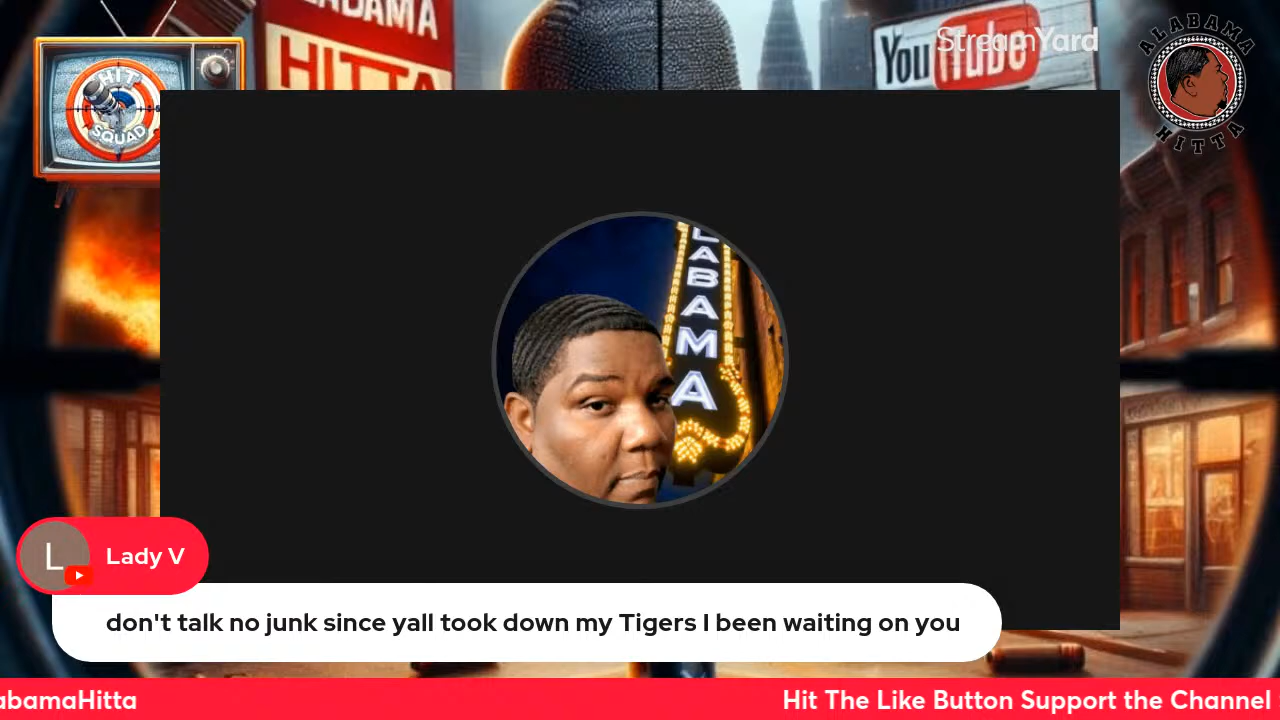 ABAMA
HITTA
YouTube
StreamYard
ALABAMA
HITTA
HIT
SQUAD
LABAMA
L
Lady V
don't talk no junk since yall took down my Tigers I been waiting on you
abamaHitta
Hit The Like Button Support the Channel